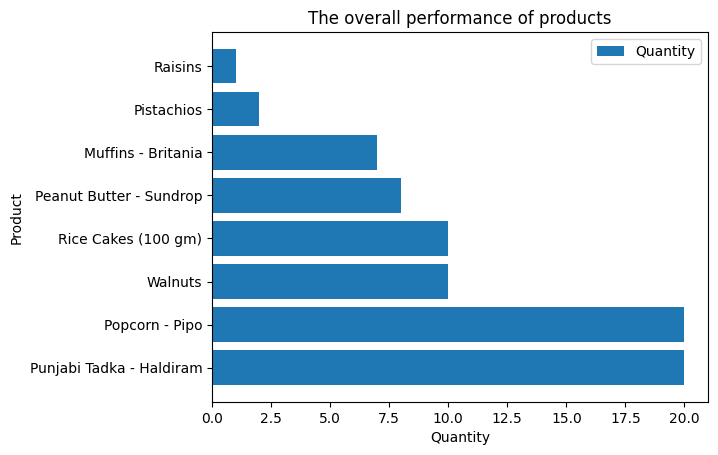 The overall performance of products
Quantity
Raisins
Pistachios
Muffins - Britania
Peanut Butter - Sundrop
Rice Cakes (100 gm)
Walnuts
Popcorn - Pipo
Punjabi Tadka - Haldiram
Product
0.0 2.5 5.0 7.5 10.0 12.5 15.0 17.5 20.0
Quantity